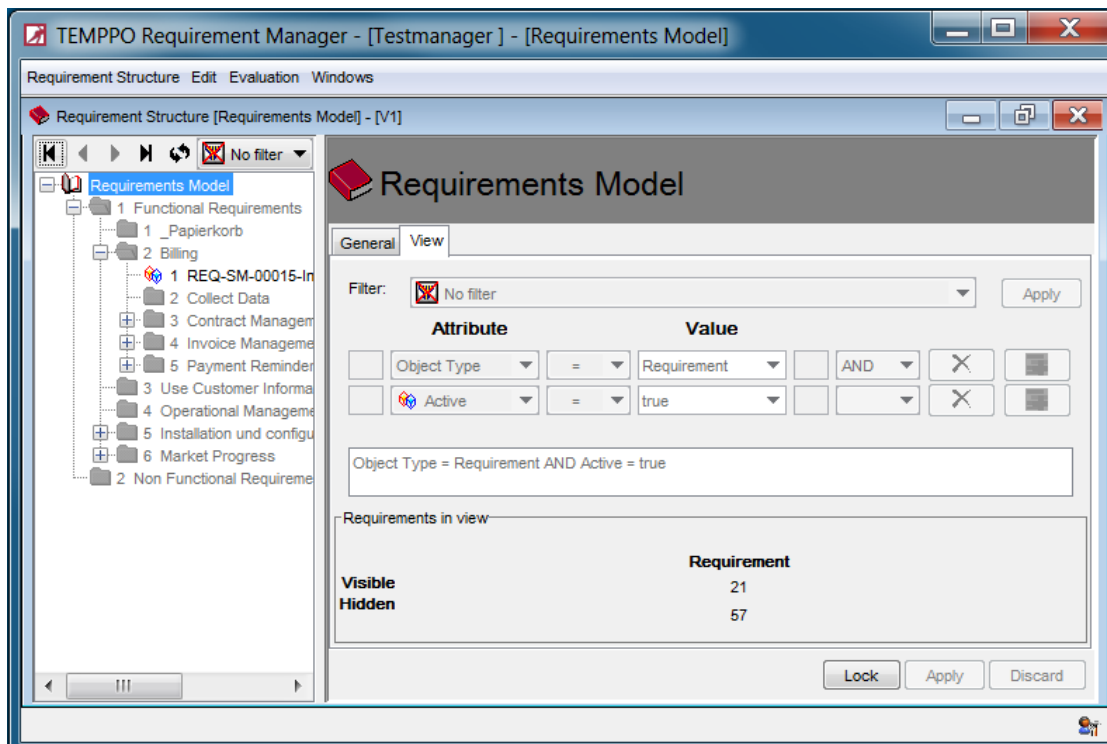 TEMPPO Requirement Manager - [Testmanager ] - [Requirements Model]
Requirement Structure Edit Evaluation Windows
Requirement Structure [Requirements Model] - [V1]
No filter
Requirements Model
1 Functional Requirements
1 _Papierkorb
2 Billing
1 REQ-SM-00015-In
2 Collect Data
3 Contract Managem
4 Invoice Manageme
5 Payment Reminder
3 Use Customer Informa
4 Operational Manageme
5 Installation und configu
6 Market Progress
2 Non Functional Requireme
Requirements Model
General View
Filter: No filter Apply
Attribute Value
Object Type = Requirement AND
Active = true
Object Type = Requirement AND Active = true
Requirements in view
Requirement
Visible 21
Hidden 57
Lock Apply Discard